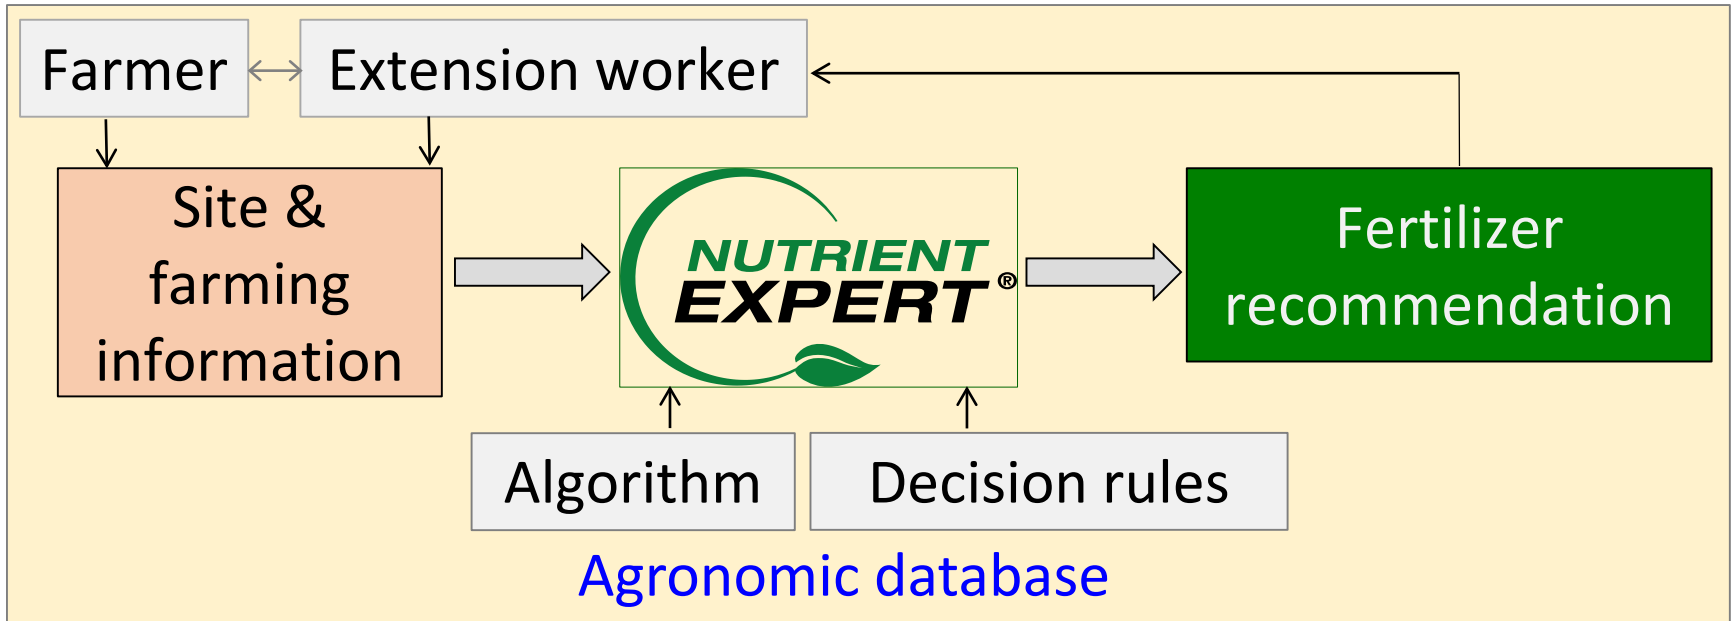 Farmer
Extension worker
Site &
farming
information
NUTRIENT
EXPERT ®
Fertilizer
recommendation
Algorithm
Decision rules
Agronomic database